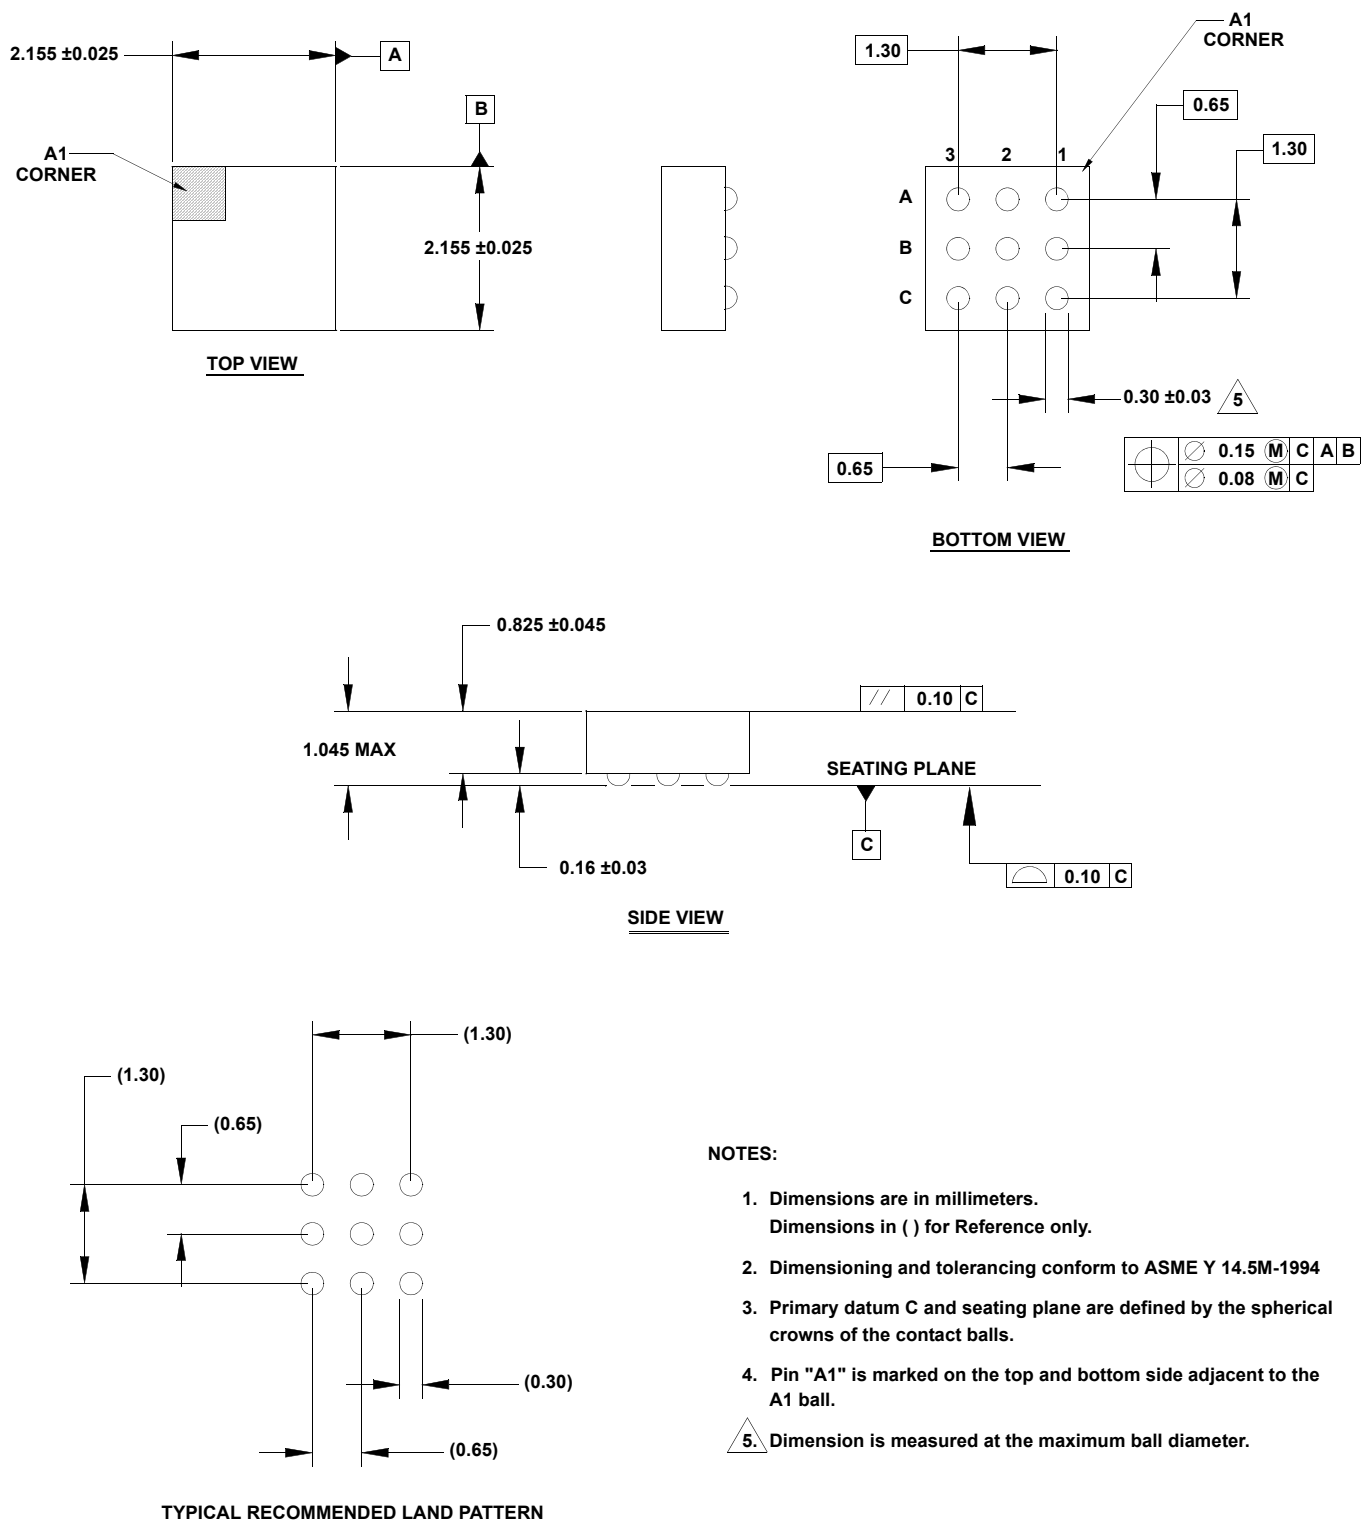 2.155 ±0.025
A
B
A1
CORNER
2.155 ±0.025
TOP VIEW
A1
CORNER
1.30
0.65
1.30
3 2 1
A
B
C
0.30 ±0.03 5
0.65
⌀ 0.15 Ⓜ C A B
⌀ 0.08 Ⓜ C
BOTTOM VIEW
0.825 ±0.045
// 0.10 C
1.045 MAX
SEATING PLANE
C
0.16 ±0.03
0.10 C
SIDE VIEW
(1.30)
(1.30)
(0.65)
(0.30)
(0.65)
TYPICAL RECOMMENDED LAND PATTERN
NOTES:
1. Dimensions are in millimeters.
Dimensions in ( ) for Reference only.
2. Dimensioning and tolerancing conform to ASME Y 14.5M-1994
3. Primary datum C and seating plane are defined by the spherical
crowns of the contact balls.
4. Pin "A1" is marked on the top and bottom side adjacent to the
A1 ball.
5. Dimension is measured at the maximum ball diameter.